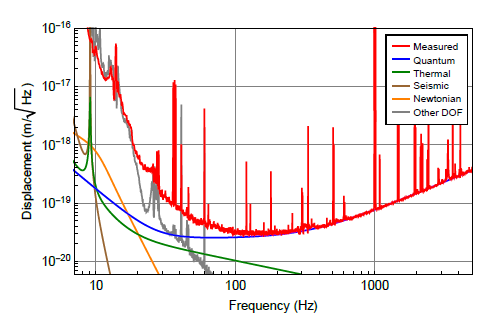 10⁻¹⁶
10⁻¹⁷
10⁻¹⁸
10⁻¹⁹
10⁻²⁰
Displacement (m/√Hz)
Measured
Quantum
Thermal
Seismic
Newtonian
Other DOF
10
100
1000
Frequency (Hz)